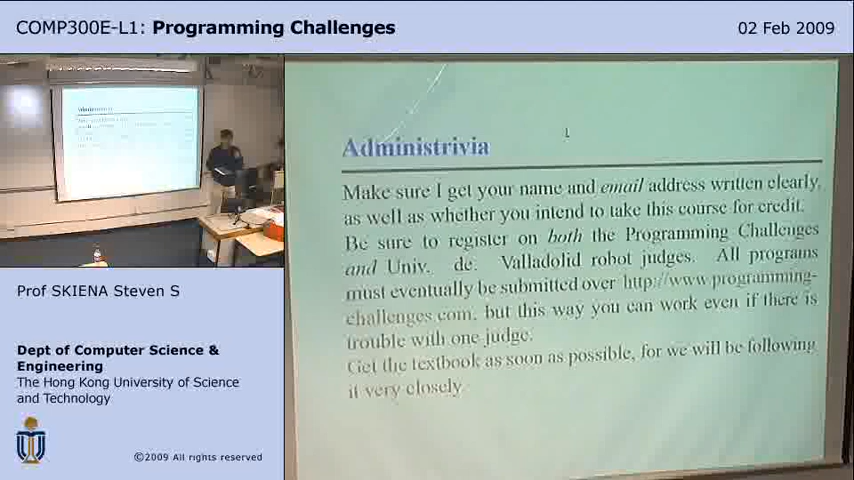 COMP300E-L1: Programming Challenges
02 Feb 2009
Administrivia
Make sure I get your name and email address written clearly,
as well as whether you intend to take this course for credit.
Be sure to register on both the Programming Challenges
and Univ. de. Valladolid robot judges. All programs
must eventually be submitted over http://www.programming-
challenges.com, but this way you can work even if there is
trouble with one judge.
Get the textbook as soon as possible, for we will be following
it very closely.
Prof SKIENA Steven S
Dept of Computer Science &
Engineering
The Hong Kong University of Science
and Technology
©2009 All rights reserved